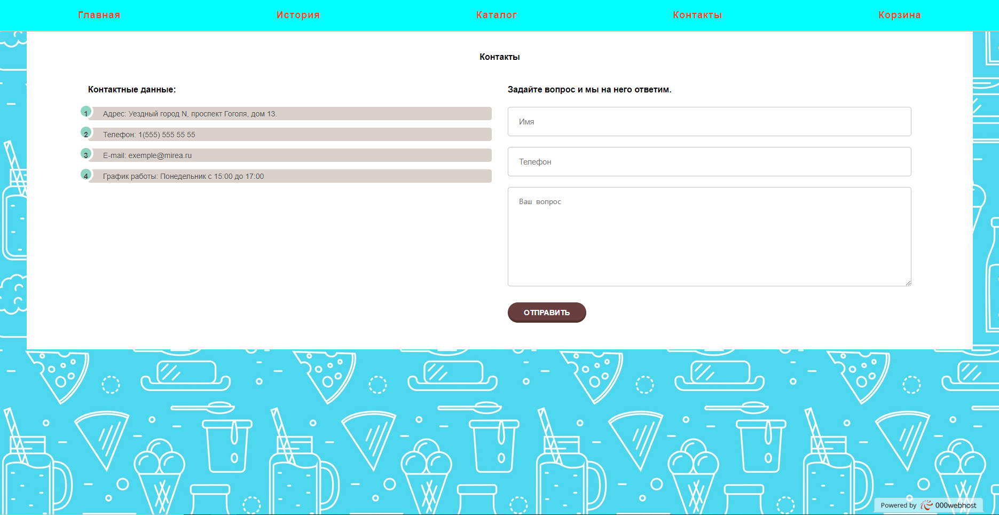 Главная История Каталог Контакты Корзина
Контакты
Контактные данные:
1 Адрес: Уездный город N, проспект Гоголя, дом 13.
2 Телефон: 1(555) 555 55 55
3 E-mail: exemple@mirea.ru
4 График работы: Понедельник с 15:00 до 17:00
Задайте вопрос и мы на него ответим.
Имя
Телефон
Ваш вопрос
ОТПРАВИТЬ
Powered by 000webhost